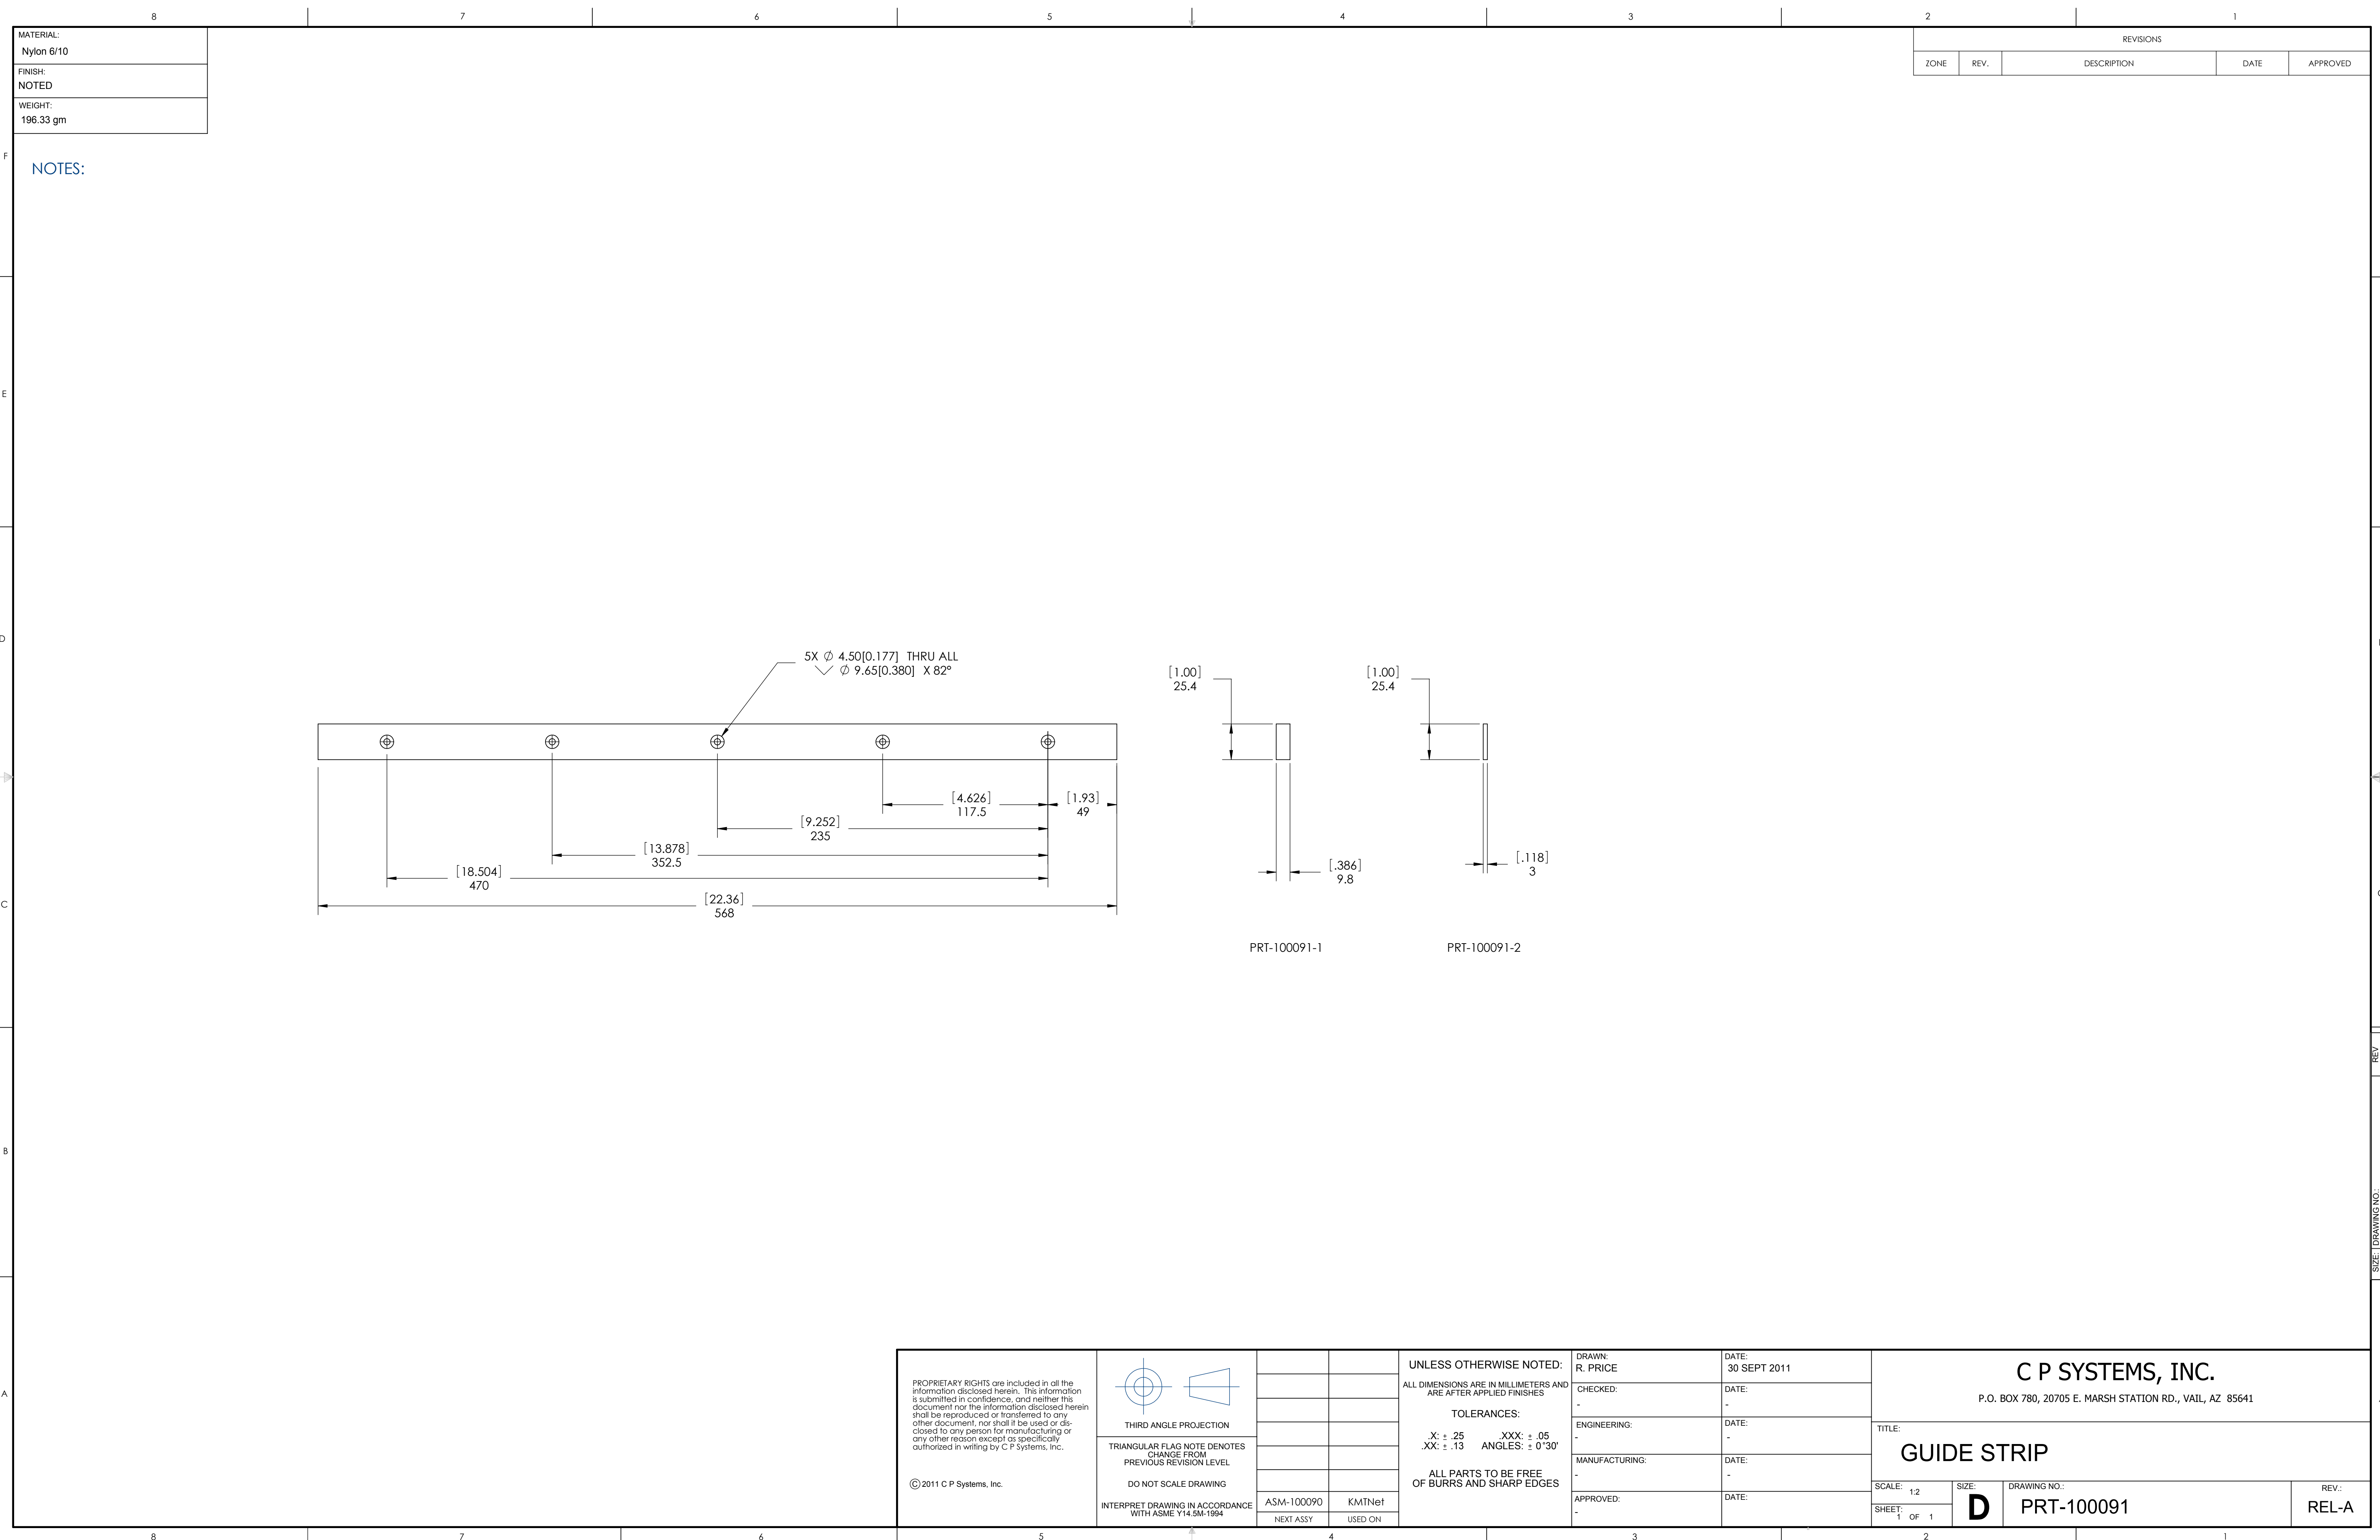 8 7 6 5 4 3 2 1
MATERIAL:
Nylon 6/10
FINISH:
NOTED
WEIGHT:
196.33 gm
REVISIONS
ZONE REV. DESCRIPTION DATE APPROVED
NOTES:
F
E
D
C
B
A
5X ∅ 4.50[0.177] THRU ALL
⌵ ∅ 9.65[0.380] X 82°
[1.00]
25.4
[1.00]
25.4
[4.626]
117.5
[1.93]
49
[9.252]
235
[13.878]
352.5
[18.504]
470
[22.36]
568
[.386]
9.8
[.118]
3
PRT-100091-1
PRT-100091-2
REV
DRAWING NO.:
SIZE:
PROPRIETARY RIGHTS are included in all the
information disclosed herein. This information
is submitted in confidence, and neither this
document nor the information disclosed herein
shall be reproduced or transferred to any
other document, nor shall it be used or dis-
closed to any person for manufacturing or
any other reason except as specifically
authorized in writing by C P Systems, Inc.
© 2011 C P Systems, Inc.
THIRD ANGLE PROJECTION
TRIANGULAR FLAG NOTE DENOTES
CHANGE FROM
PREVIOUS REVISION LEVEL
DO NOT SCALE DRAWING
INTERPRET DRAWING IN ACCORDANCE
WITH ASME Y14.5M-1994
ASM-100090 KMTNet
NEXT ASSY USED ON
UNLESS OTHERWISE NOTED:
ALL DIMENSIONS ARE IN MILLIMETERS AND
ARE AFTER APPLIED FINISHES
TOLERANCES:
.X: ± .25 .XXX: ± .05
.XX: ± .13 ANGLES: ± 0°30'
ALL PARTS TO BE FREE
OF BURRS AND SHARP EDGES
DRAWN:
R. PRICE
DATE:
30 SEPT 2011
CHECKED:
-
DATE:
-
ENGINEERING:
-
DATE:
-
MANUFACTURING:
-
DATE:
-
APPROVED:
-
DATE:
C P SYSTEMS, INC.
P.O. BOX 780, 20705 E. MARSH STATION RD., VAIL, AZ 85641
TITLE:
GUIDE STRIP
SCALE: 1:2
SHEET:
1 OF 1
SIZE:
D
DRAWING NO.:
PRT-100091
REV.:
REL-A
8 7 6 5 4 3 2 1